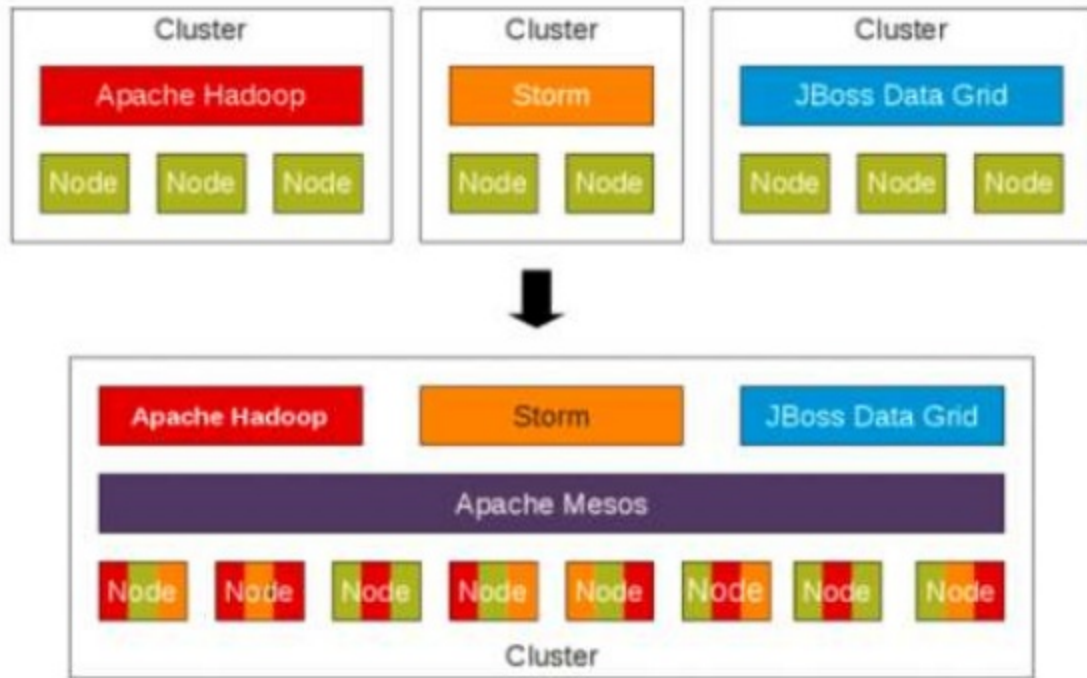 Cluster
Apache Hadoop
Node Node Node
Cluster
Storm
Node Node
Cluster
JBoss Data Grid
Node Node Node
Apache Hadoop Storm JBoss Data Grid
Apache Mesos
Node Node Node Node Node Node Node Node
Cluster